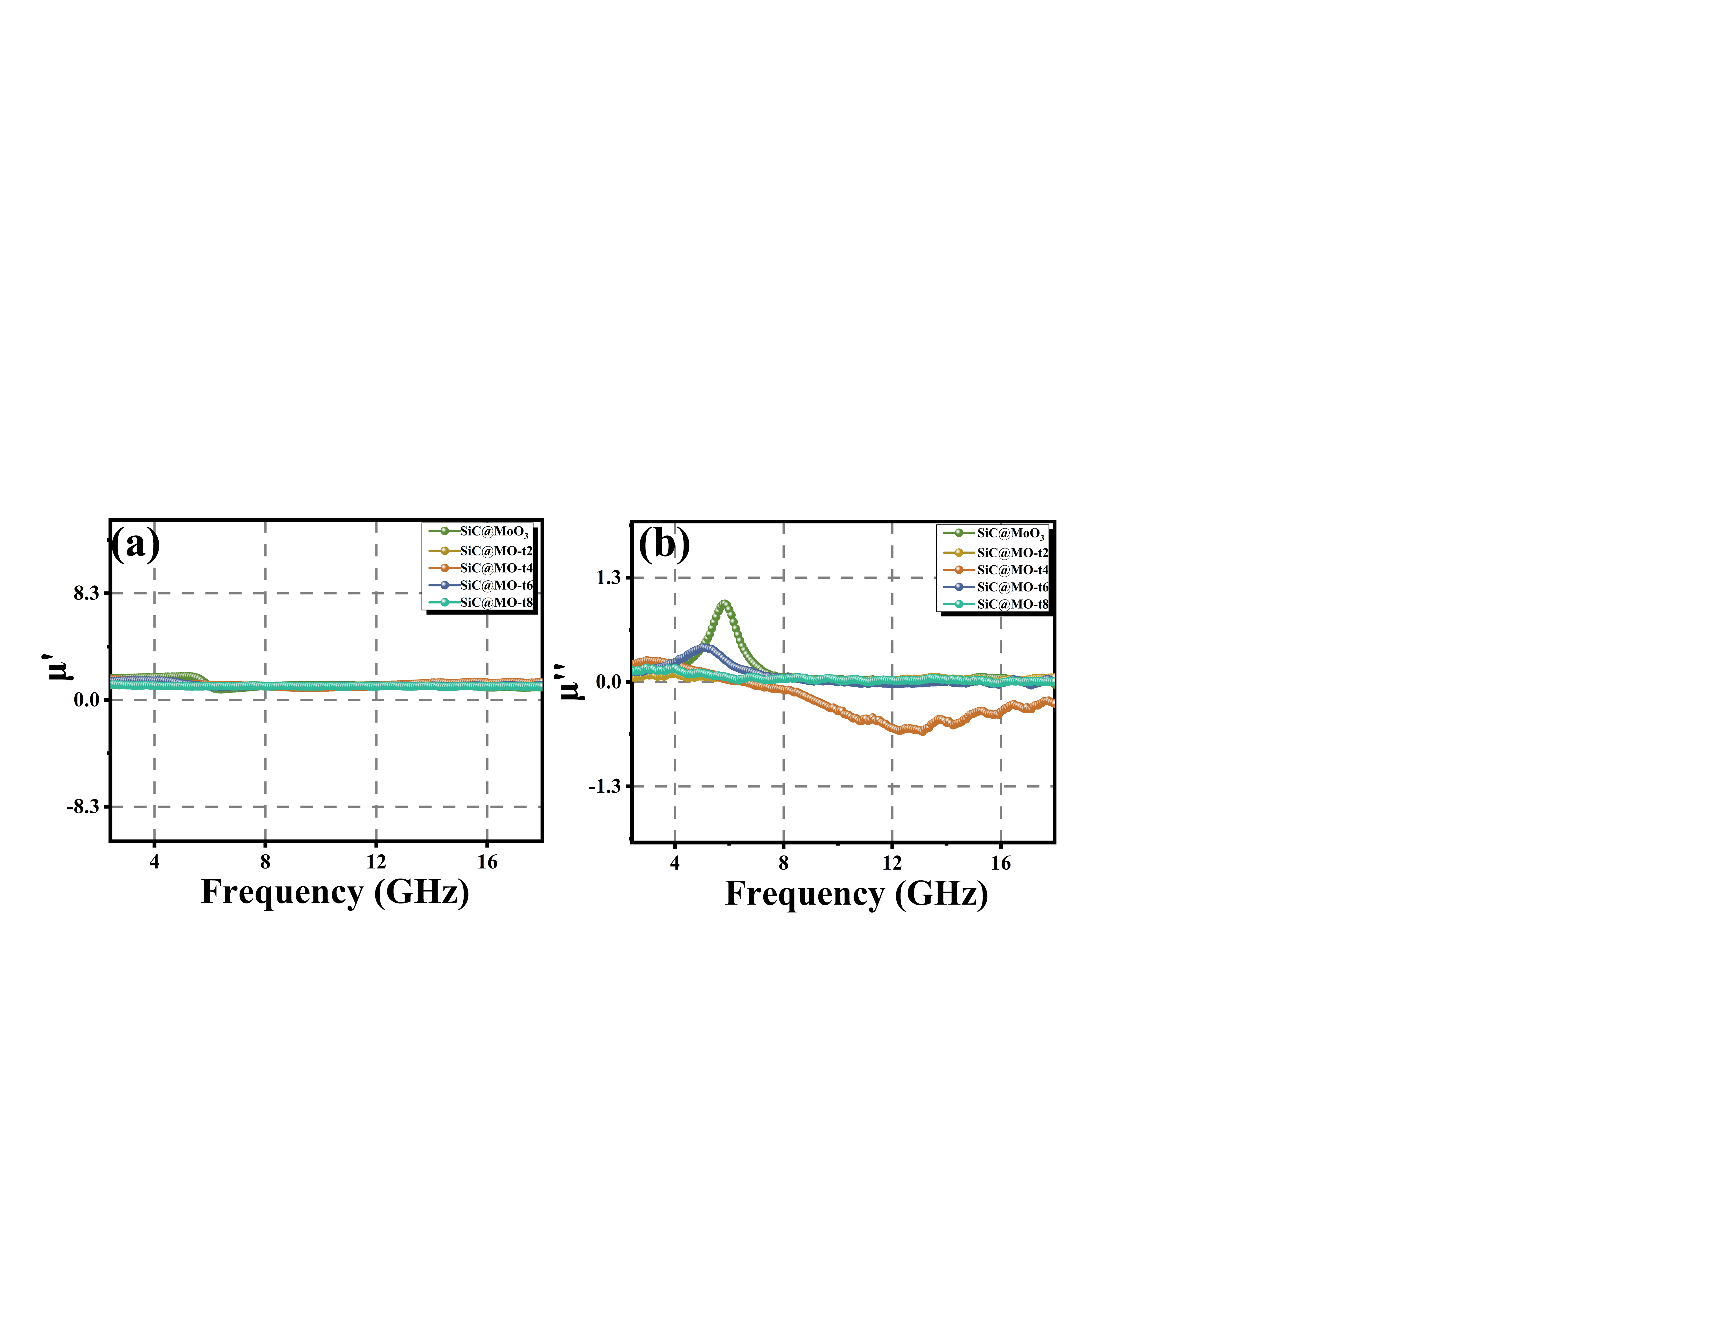 (a)
SiC@MoO₃
SiC@MO-t2
SiC@MO-t4
SiC@MO-t6
SiC@MO-t8
8.3
0.0
-8.3
μ'
4 8 12 16
Frequency (GHz)
(b)
SiC@MoO₃
SiC@MO-t2
SiC@MO-t4
SiC@MO-t6
SiC@MO-t8
1.3
0.0
-1.3
μ''
4 8 12 16
Frequency (GHz)